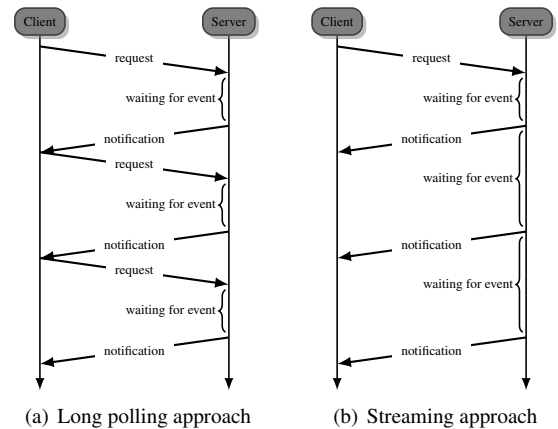 Client
Server
request
waiting for event
notification
request
waiting for event
notification
request
waiting for event
notification
(a) Long polling approach
Client
Server
request
waiting for event
notification
waiting for event
notification
waiting for event
notification
(b) Streaming approach